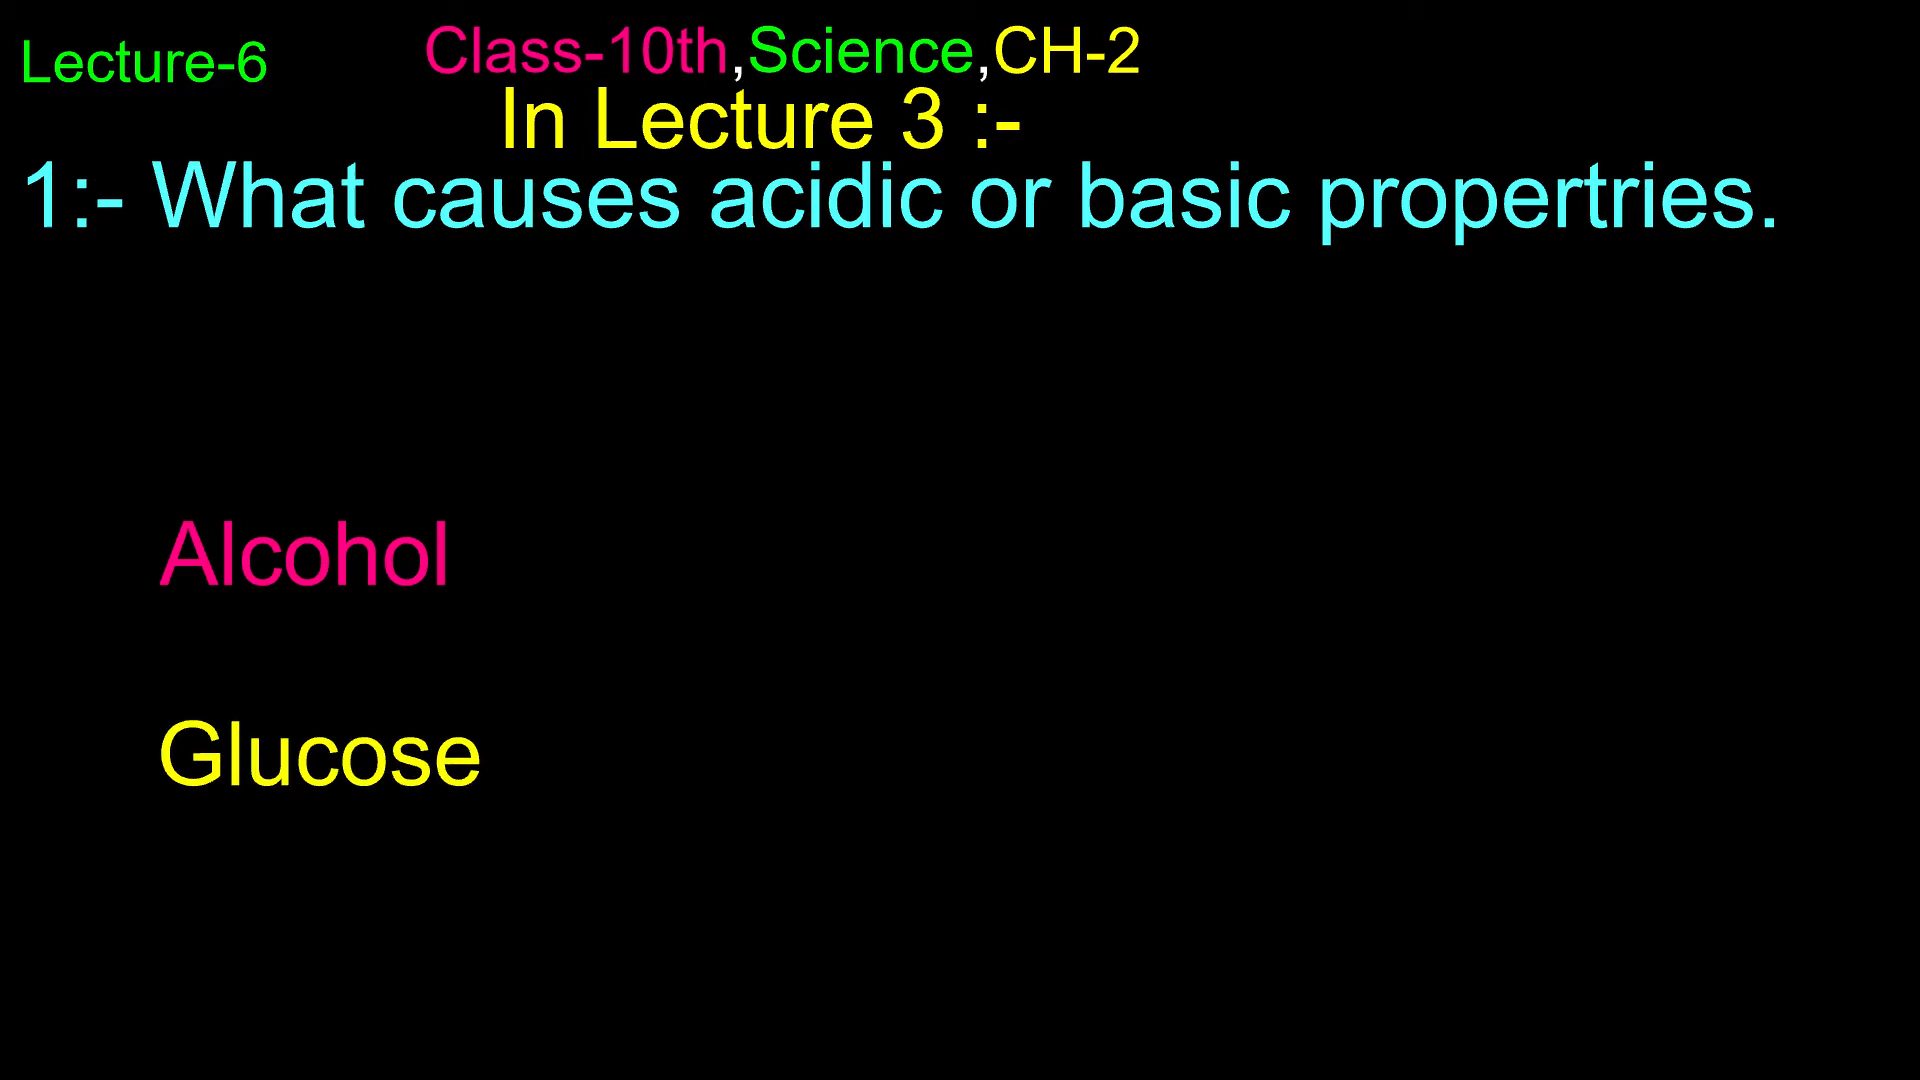 Lecture-6
Class-10th,Science,CH-2
In Lecture 3 :-
1:- What causes acidic or basic propertries.
Alcohol
Glucose